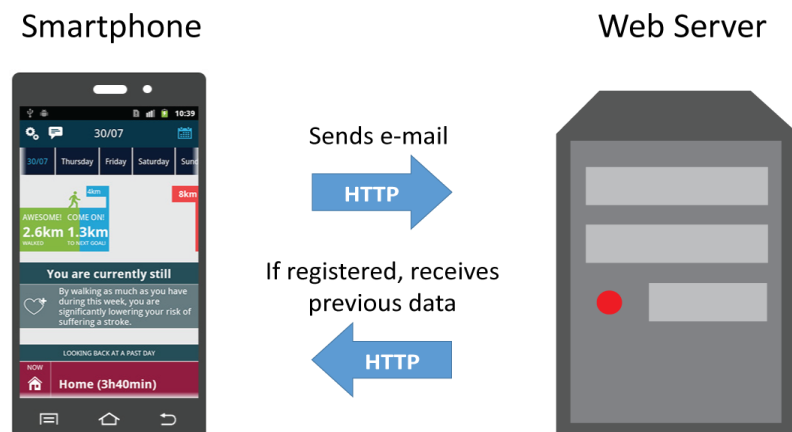 Smartphone
Web Server
10:39
30/07
30/07 Thursday Friday Saturday Sund
4km
8km
AWESOME! COME ON!
2.6km 1.3km
WALKED TO NEXT GOAL!
You are currently still
By walking as much as you have
during this week, you are
significantly lowering your risk of
suffering a stroke.
LOOKING BACK AT A PAST DAY
NOW
Home (3h40min)
Sends e-mail
HTTP
If registered, receives
previous data
HTTP